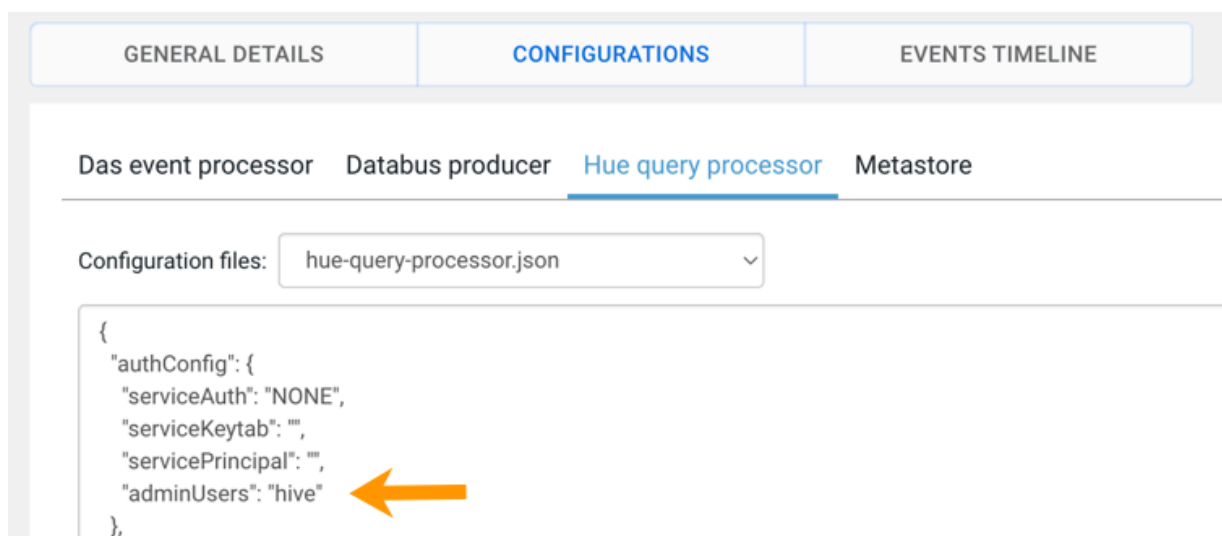 GENERAL DETAILS CONFIGURATIONS EVENTS TIMELINE
Das event processor Databus producer Hue query processor Metastore
Configuration files: hue-query-processor.json
{
"authConfig": {
"serviceAuth": "NONE",
"serviceKeytab": "",
"servicePrincipal": "",
"adminUsers": "hive"
},